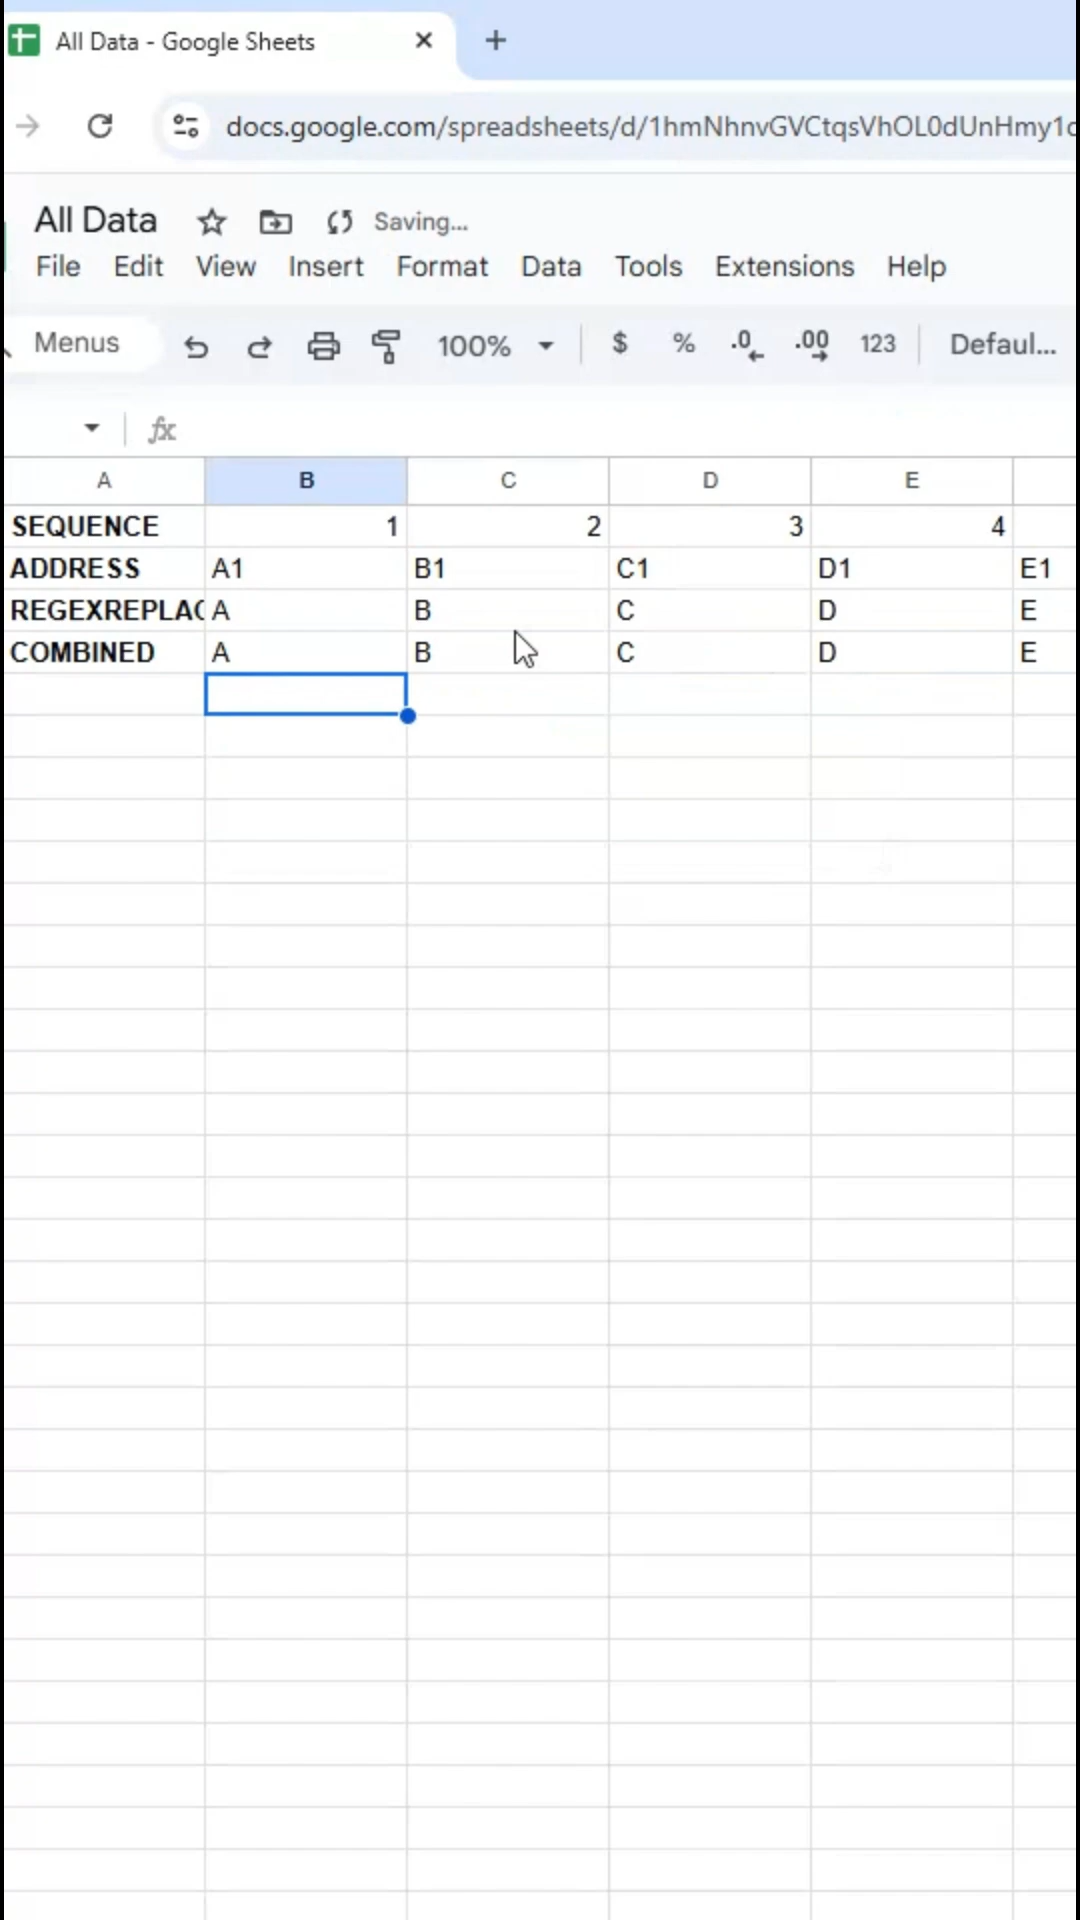 All Data - Google Sheets
docs.google.com/spreadsheets/d/1hmNhnvGVCtqsVhOL0dUnHmy1
All Data Saving...
File Edit View Insert Format Data Tools Extensions Help
Menus 100% $ % .0 .00 123 Defaul...
fx
A B C D E
SEQUENCE 1 2 3 4
ADDRESS A1 B1 C1 D1 E1
REGEXREPLAC A B C D E
COMBINED A B C D E